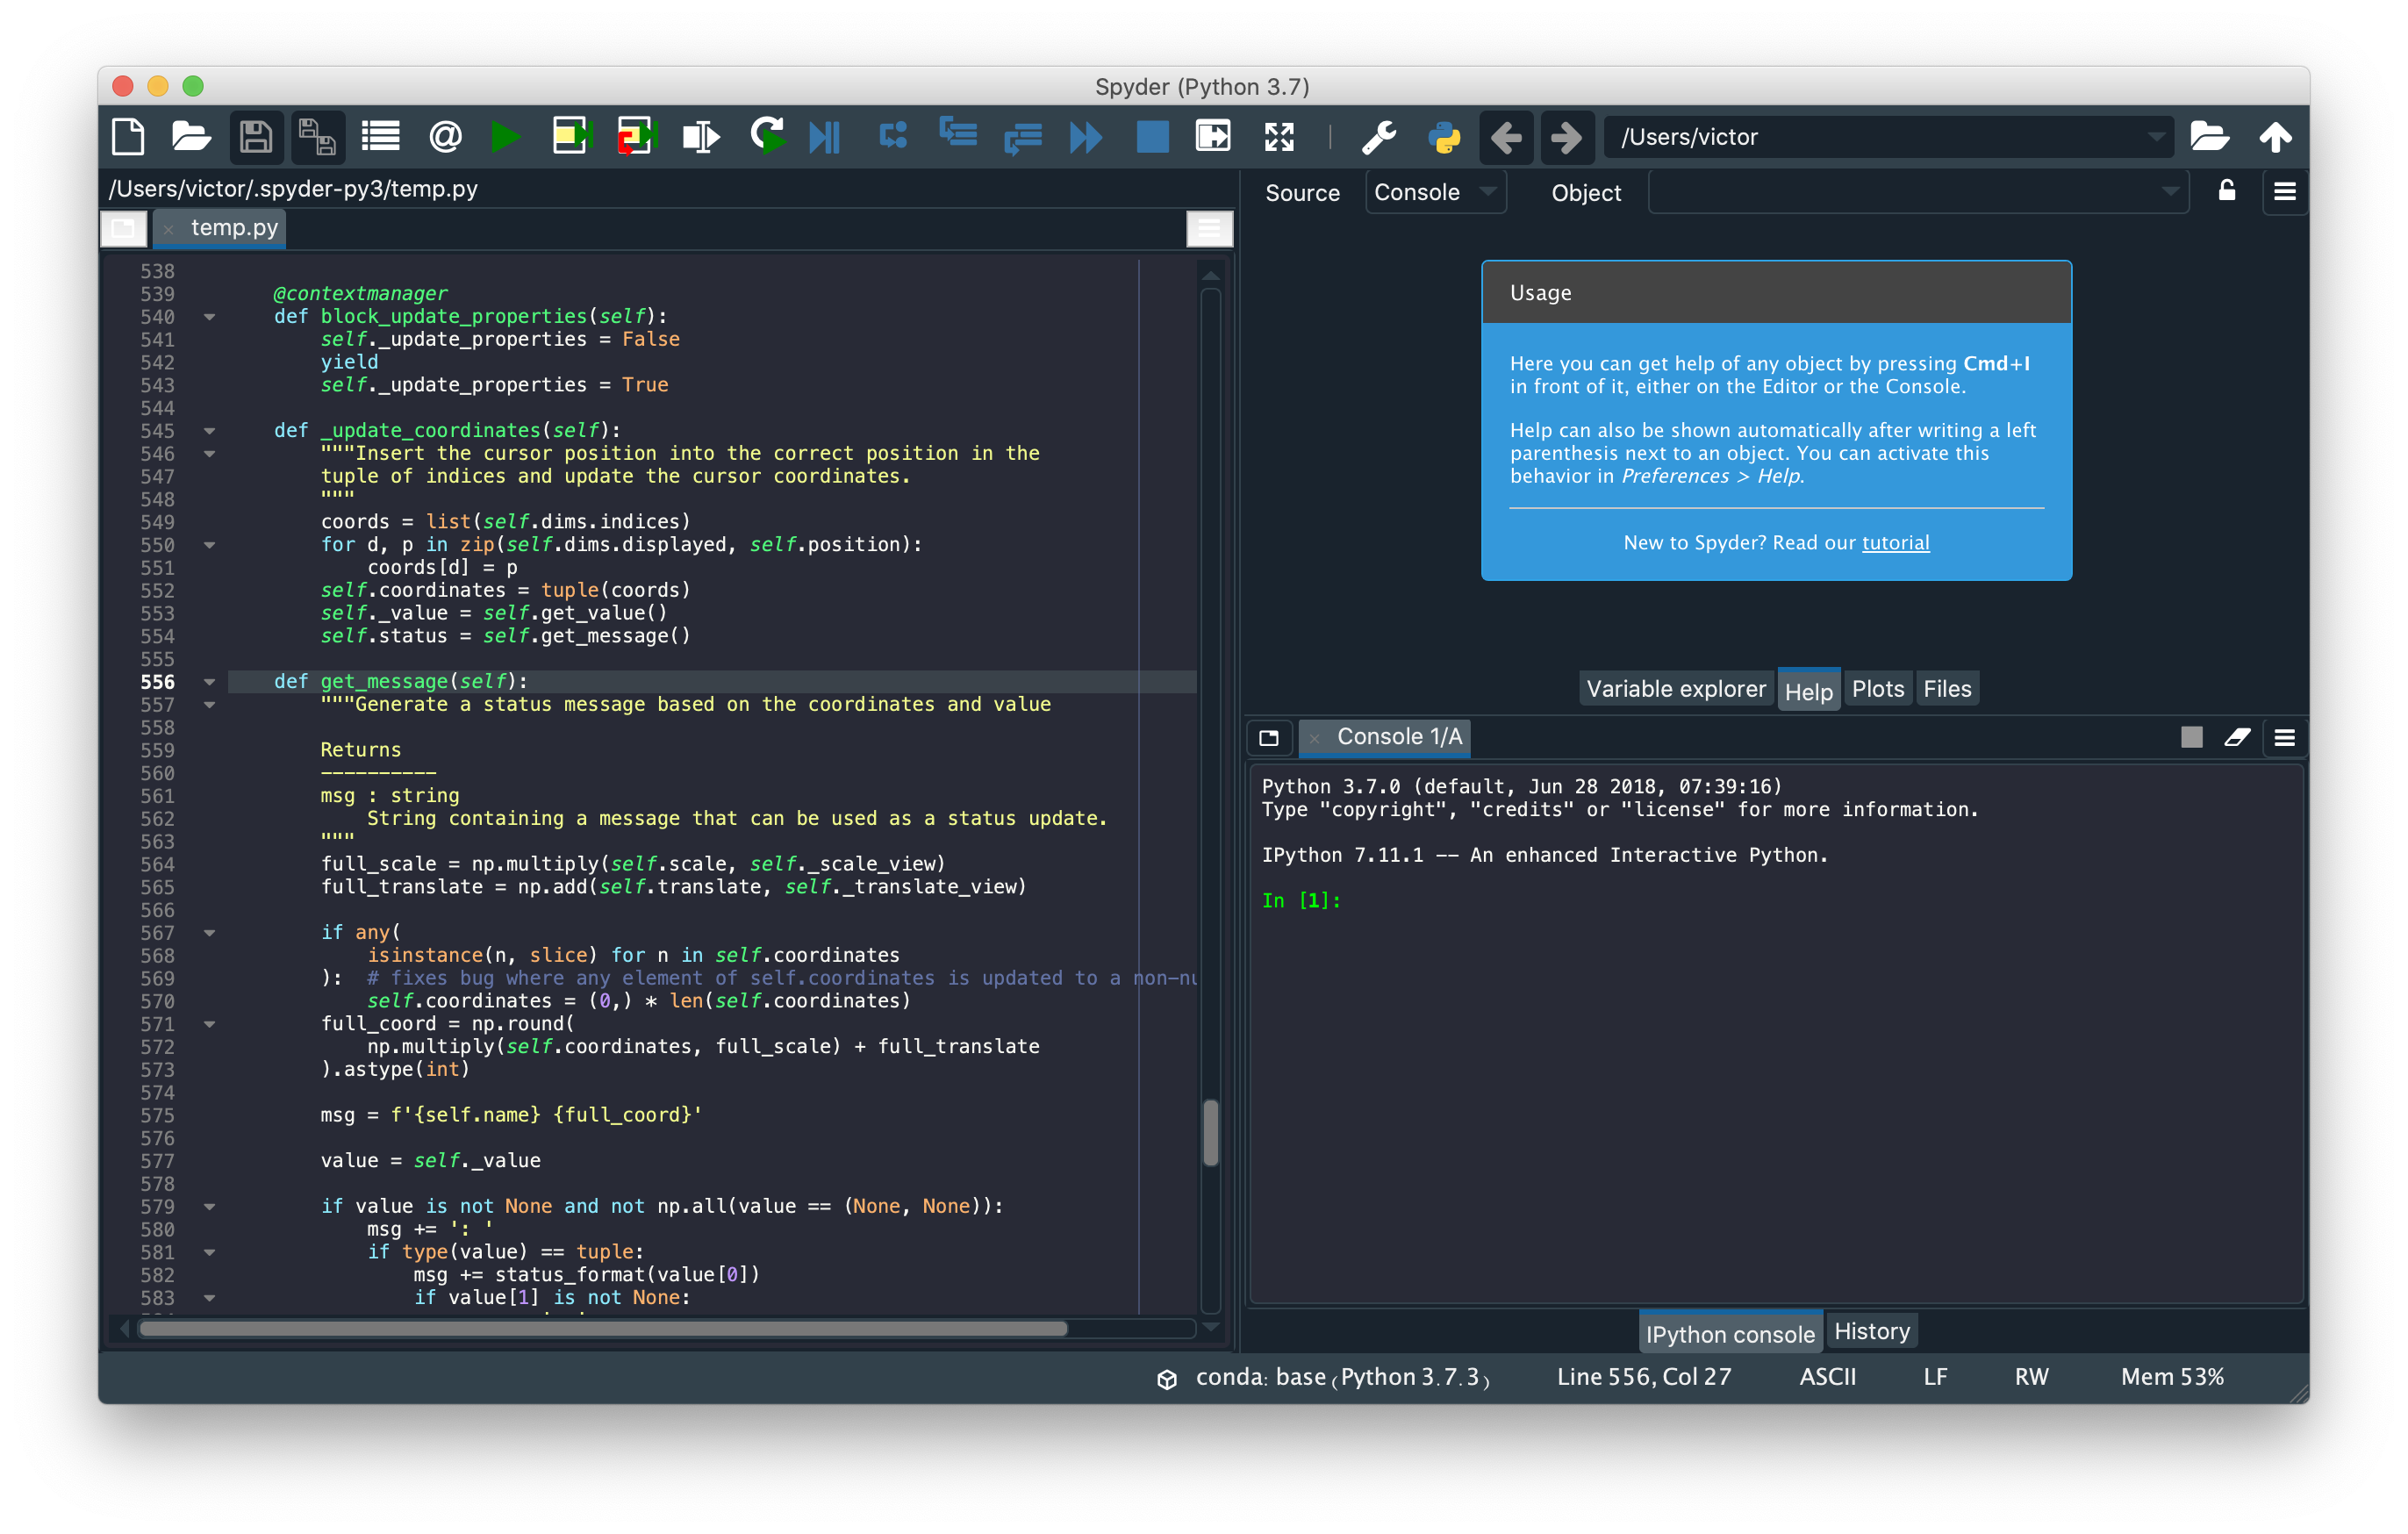 Spyder (Python 3.7)
/Users/victor
/Users/victor/.spyder-py3/temp.py
temp.py
538
539 @contextmanager
540 def block_update_properties(self):
541 self._update_properties = False
542 yield
543 self._update_properties = True
544
545 def _update_coordinates(self):
546 """Insert the cursor position into the correct position in the
547 tuple of indices and update the cursor coordinates.
548 """
549 coords = list(self.dims.indices)
550 for d, p in zip(self.dims.displayed, self.position):
551 coords[d] = p
552 self.coordinates = tuple(coords)
553 self._value = self.get_value()
554 self.status = self.get_message()
555
556 def get_message(self):
557 """Generate a status message based on the coordinates and value
558
559 Returns
560 ----------
561 msg : string
562 String containing a message that can be used as a status update.
563 """
564 full_scale = np.multiply(self.scale, self._scale_view)
565 full_translate = np.add(self.translate, self._translate_view)
566
567 if any(
568 isinstance(n, slice) for n in self.coordinates
569 ): # fixes bug where any element of self.coordinates is updated to a non-nu
570 self.coordinates = (0,) * len(self.coordinates)
571 full_coord = np.round(
572 np.multiply(self.coordinates, full_scale) + full_translate
573 ).astype(int)
574
575 msg = f'{self.name} {full_coord}'
576
577 value = self._value
578
579 if value is not None and not np.all(value == (None, None)):
580 msg += ': '
581 if type(value) == tuple:
582 msg += status_format(value[0])
583 if value[1] is not None:
Source Console Object
Usage
Here you can get help of any object by pressing Cmd+I
in front of it, either on the Editor or the Console.
Help can also be shown automatically after writing a left
parenthesis next to an object. You can activate this
behavior in Preferences > Help.
New to Spyder? Read our tutorial
Variable explorer Help Plots Files
Console 1/A
Python 3.7.0 (default, Jun 28 2018, 07:39:16)
Type "copyright", "credits" or "license" for more information.
IPython 7.11.1 -- An enhanced Interactive Python.
In [1]:
IPython console History
conda: base (Python 3.7.3) Line 556, Col 27 ASCII LF RW Mem 53%